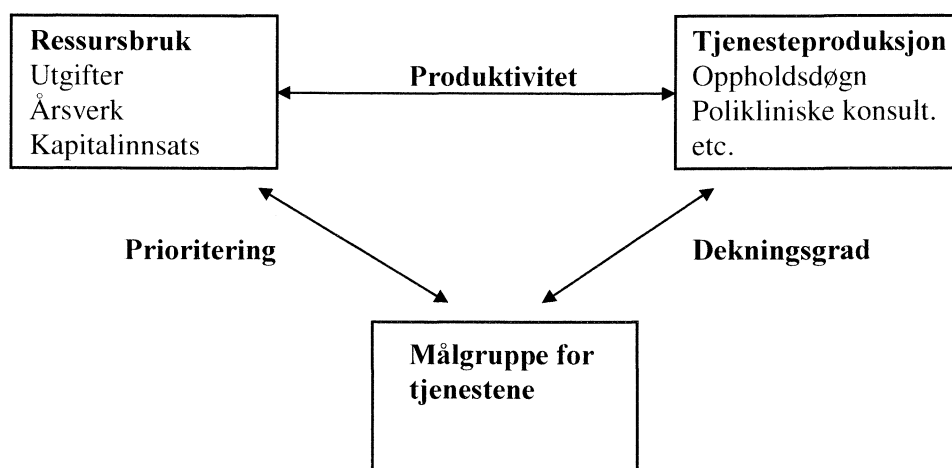 Ressursbruk
Utgifter
Årsverk
Kapitalinnsats
Produktivitet
Tjenesteproduksjon
Oppholdsdøgn
Polikliniske konsult.
etc.
Prioritering
Dekningsgrad
Målgruppe for
tjenestene